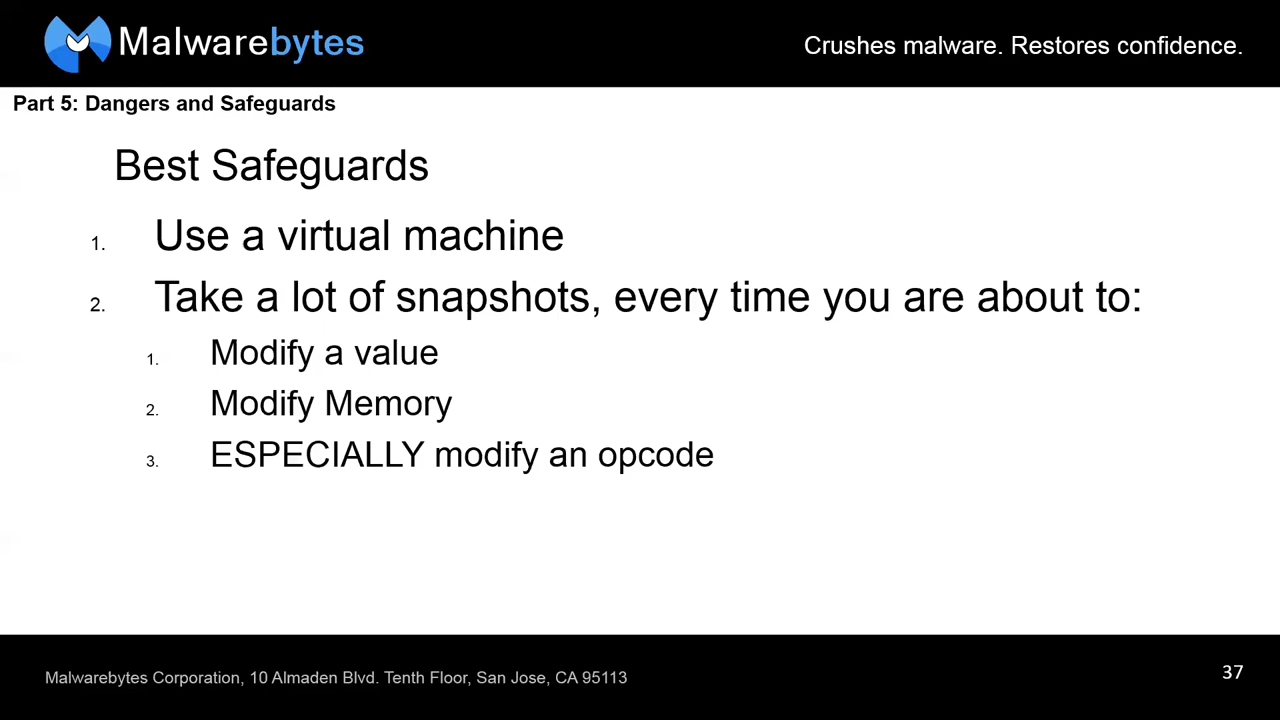 Malwarebytes
Crushes malware. Restores confidence.
Part 5: Dangers and Safeguards
Best Safeguards
1. Use a virtual machine
2. Take a lot of snapshots, every time you are about to:
1. Modify a value
2. Modify Memory
3. ESPECIALLY modify an opcode
Malwarebytes Corporation, 10 Almaden Blvd. Tenth Floor, San Jose, CA 95113
37